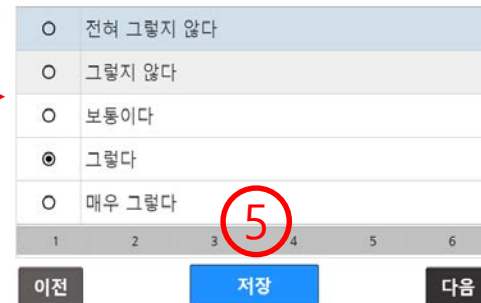 전혀 그렇지 않다
그렇지 않다
보통이다
그렇다
매우 그렇다
5
1 2 3 4 5 6
이전 저장 다음